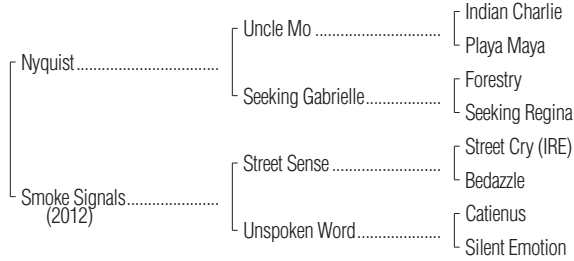 Indian Charlie
Uncle Mo ..................................
Playa Maya
Nyquist......................................
Forestry
Seeking Gabrielle....................
Seeking Regina
Street Cry (IRE)
Street Sense .............................
Bedazzle
Smoke Signals........................
(2012)
Catienus
Unspoken Word......................
Silent Emotion